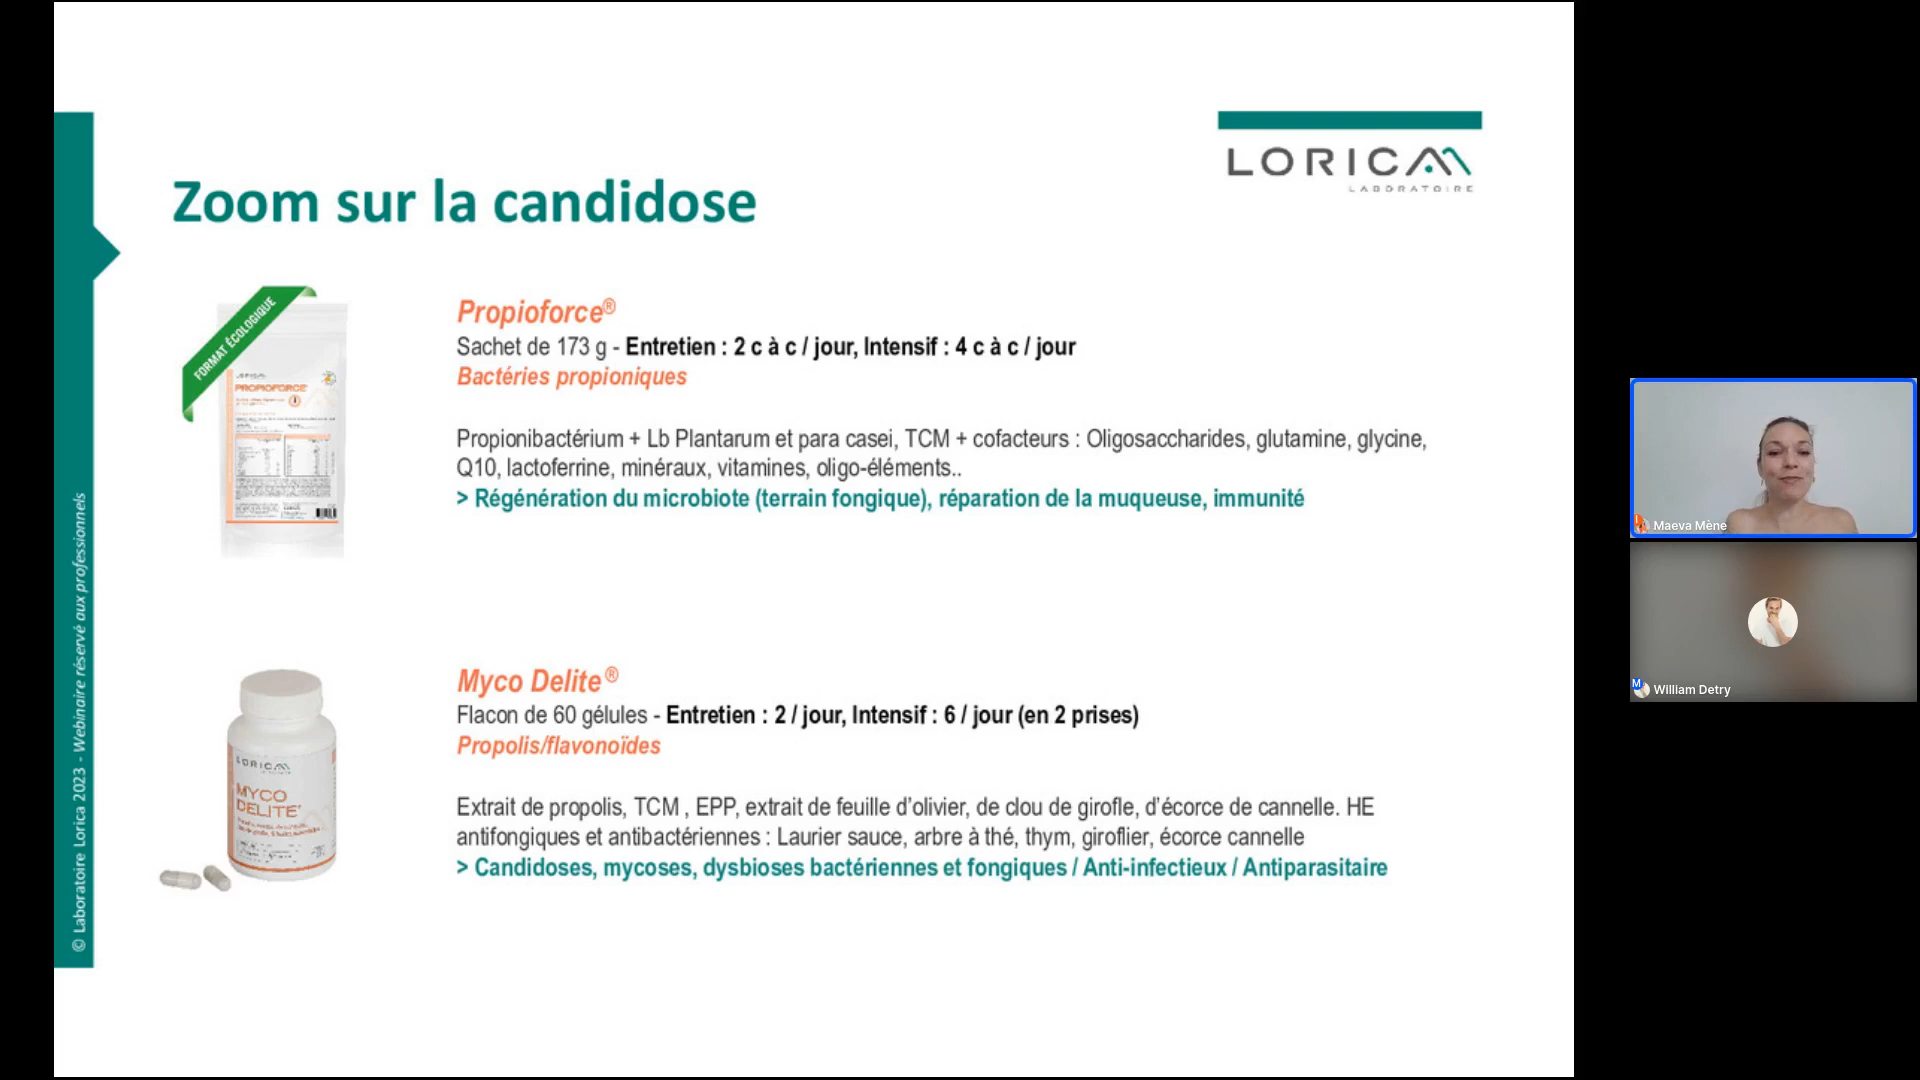 LORICA
LABORATOIRE
Zoom sur la candidose
FORMAT ÉCOLOGIQUE
LORICA
PROPIOFORCE
Propioforce®
Sachet de 173 g - Entretien : 2 c à c / jour, Intensif : 4 c à c / jour
Bactéries propioniques
Propionibactérium + Lb Plantarum et para casei, TCM + cofacteurs : Oligosaccharides, glutamine, glycine,
Q10, lactoferrine, minéraux, vitamines, oligo-éléments..
> Régénération du microbiote (terrain fongique), réparation de la muqueuse, immunité
LORICA
MYCO
DELITE
Myco Delite®
Flacon de 60 gélules - Entretien : 2 / jour, Intensif : 6 / jour (en 2 prises)
Propolis/flavonoïdes
Extrait de propolis, TCM , EPP, extrait de feuille d’olivier, de clou de girofle, d’écorce de cannelle. HE
antifongiques et antibactériennes : Laurier sauce, arbre à thé, thym, giroflier, écorce cannelle
> Candidoses, mycoses, dysbioses bactériennes et fongiques / Anti-infectieux / Antiparasitaire
© Laboratoire Lorica 2023 - Webinaire réservé aux professionnels
Maeva Mène
M
William Detry